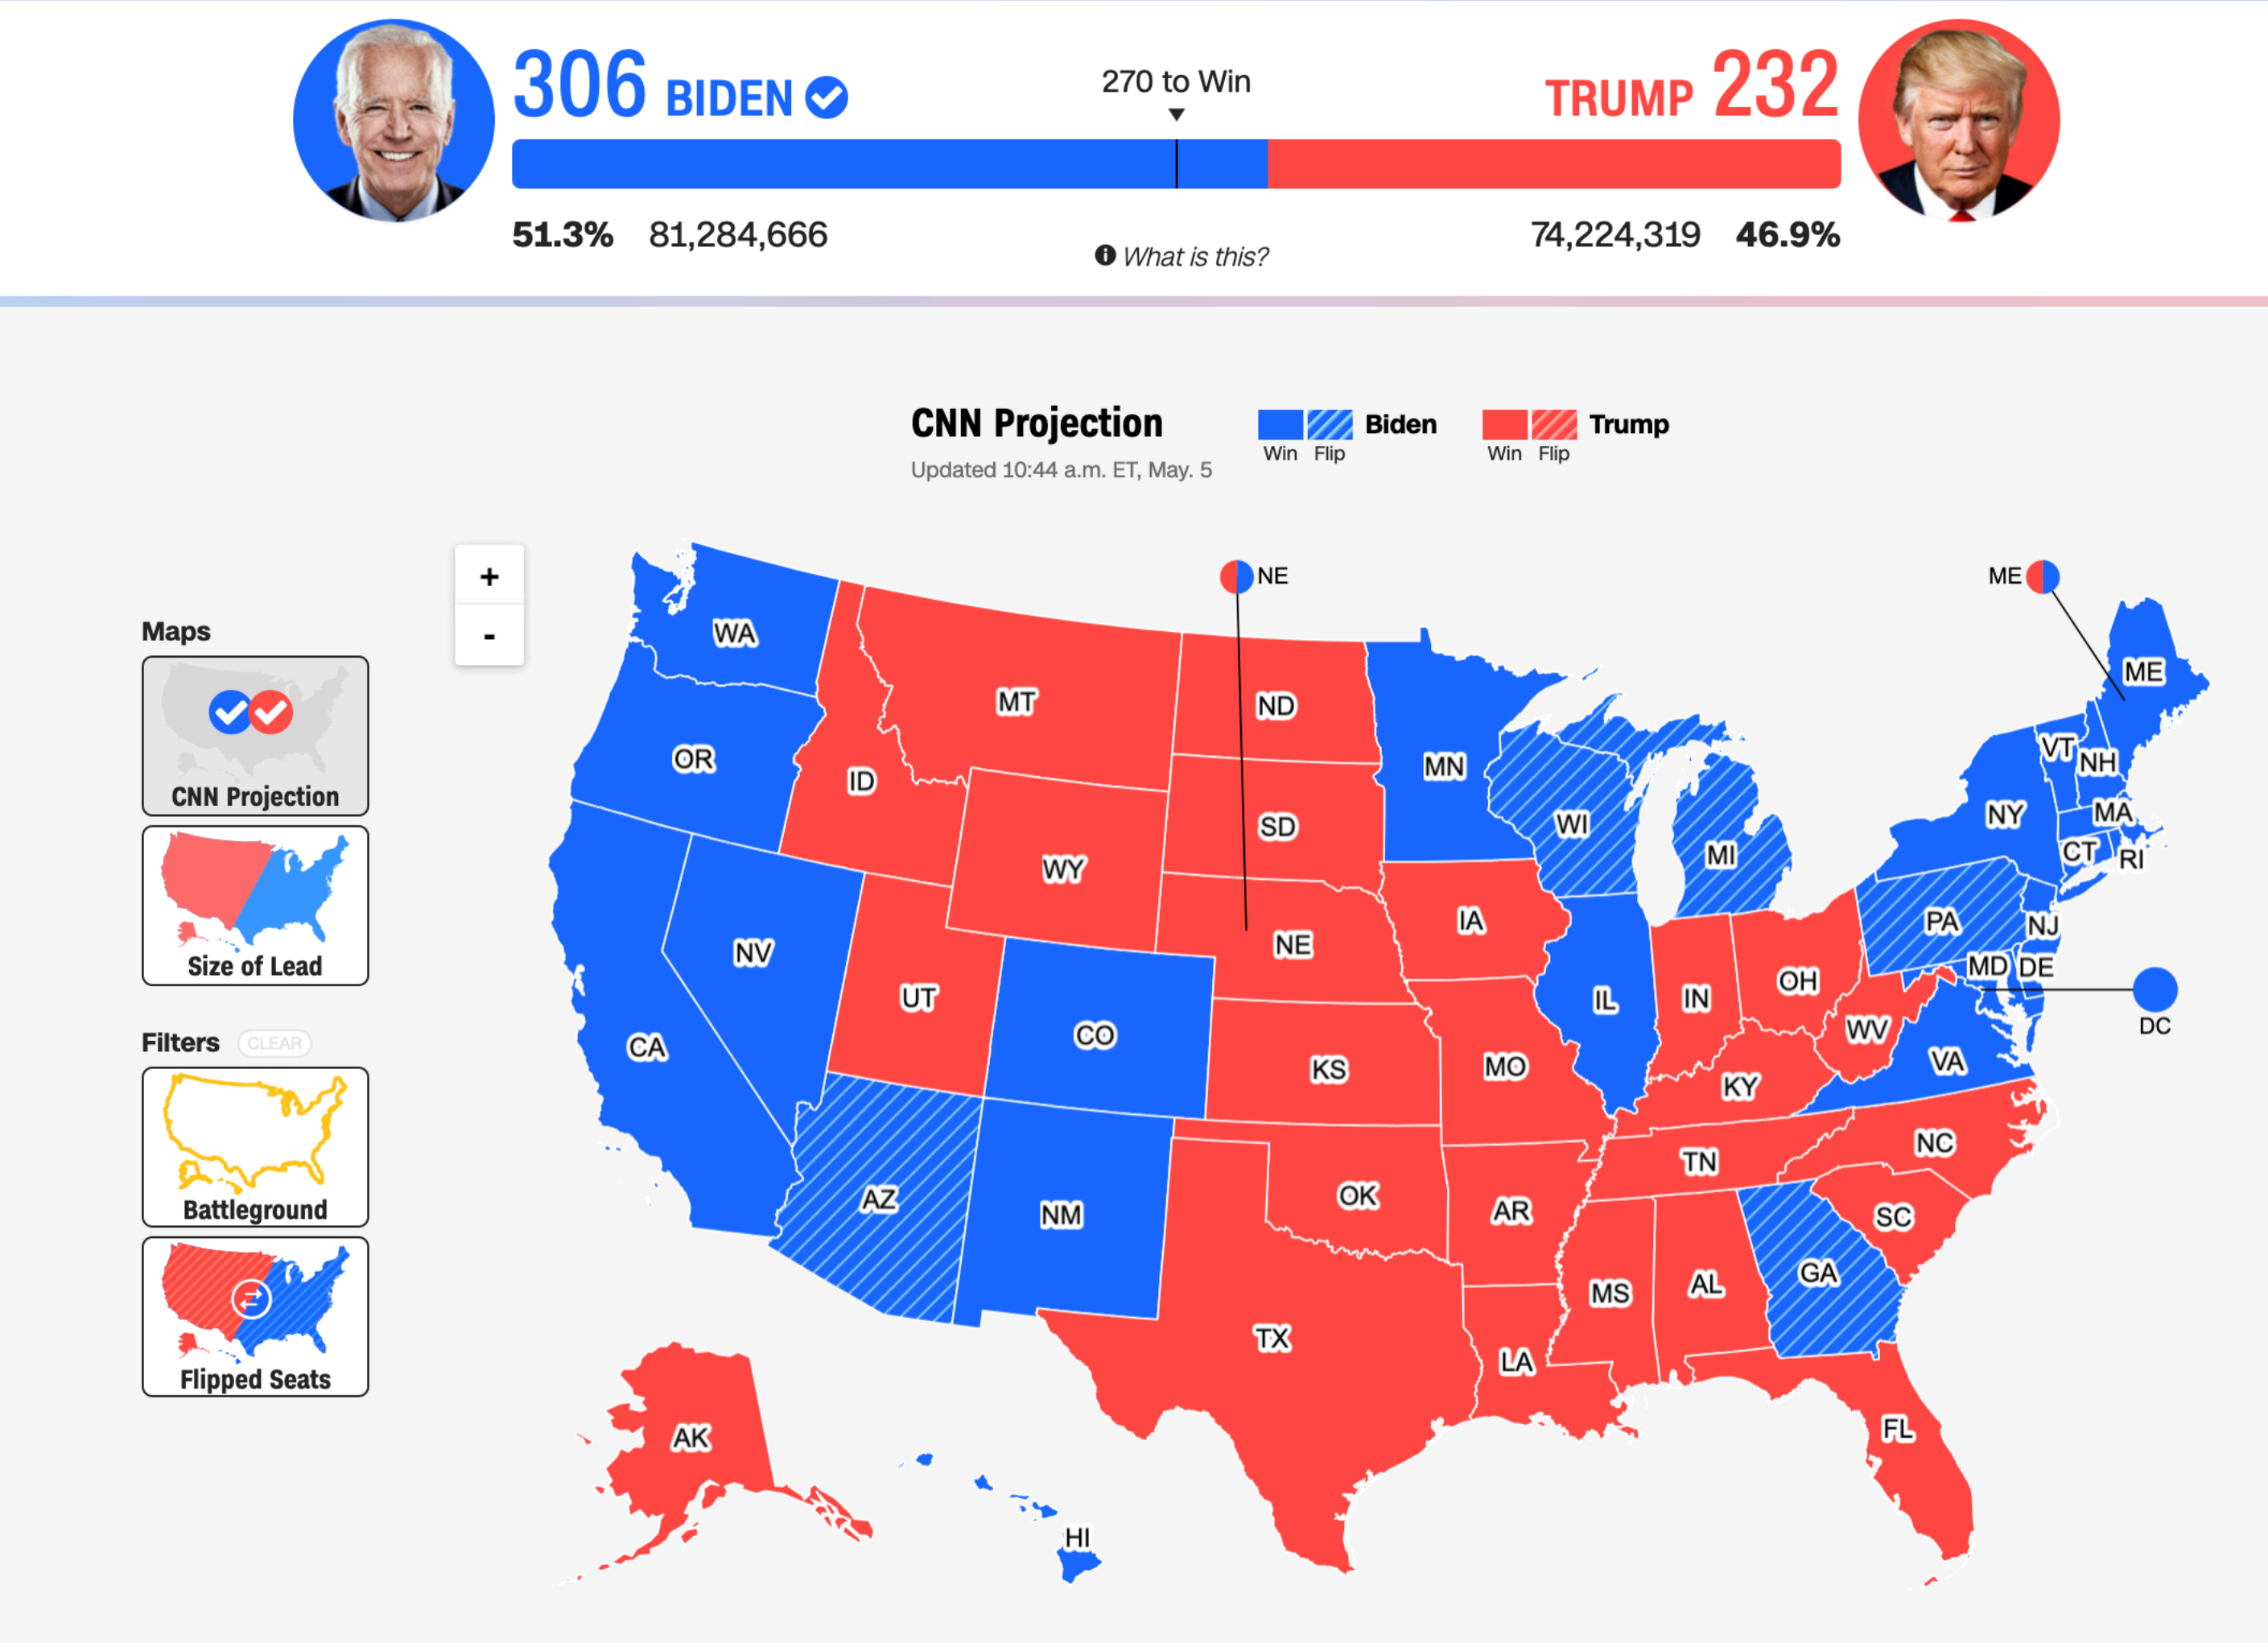 306 BIDEN
270 to Win
TRUMP 232
51.3% 81,284,666
What is this?
74,224,319 46.9%
CNN Projection
Updated 10:44 a.m. ET, May. 5
Win Flip Biden
Win Flip Trump
+
-
Maps
CNN Projection
Size of Lead
Filters CLEAR
Battleground
Flipped Seats
NE
ME
WA
ME
MT
ND
OR
VT
NH
MN
ID
NY
MA
SD
WI
CT
RI
MI
WY
IA
PA
NJ
NE
NV
MD
DE
UT
IL
IN
OH
DC
CO
WV
CA
VA
KS
MO
KY
NC
TN
AZ
OK
NM
AR
SC
GA
MS
AL
TX
LA
FL
AK
HI